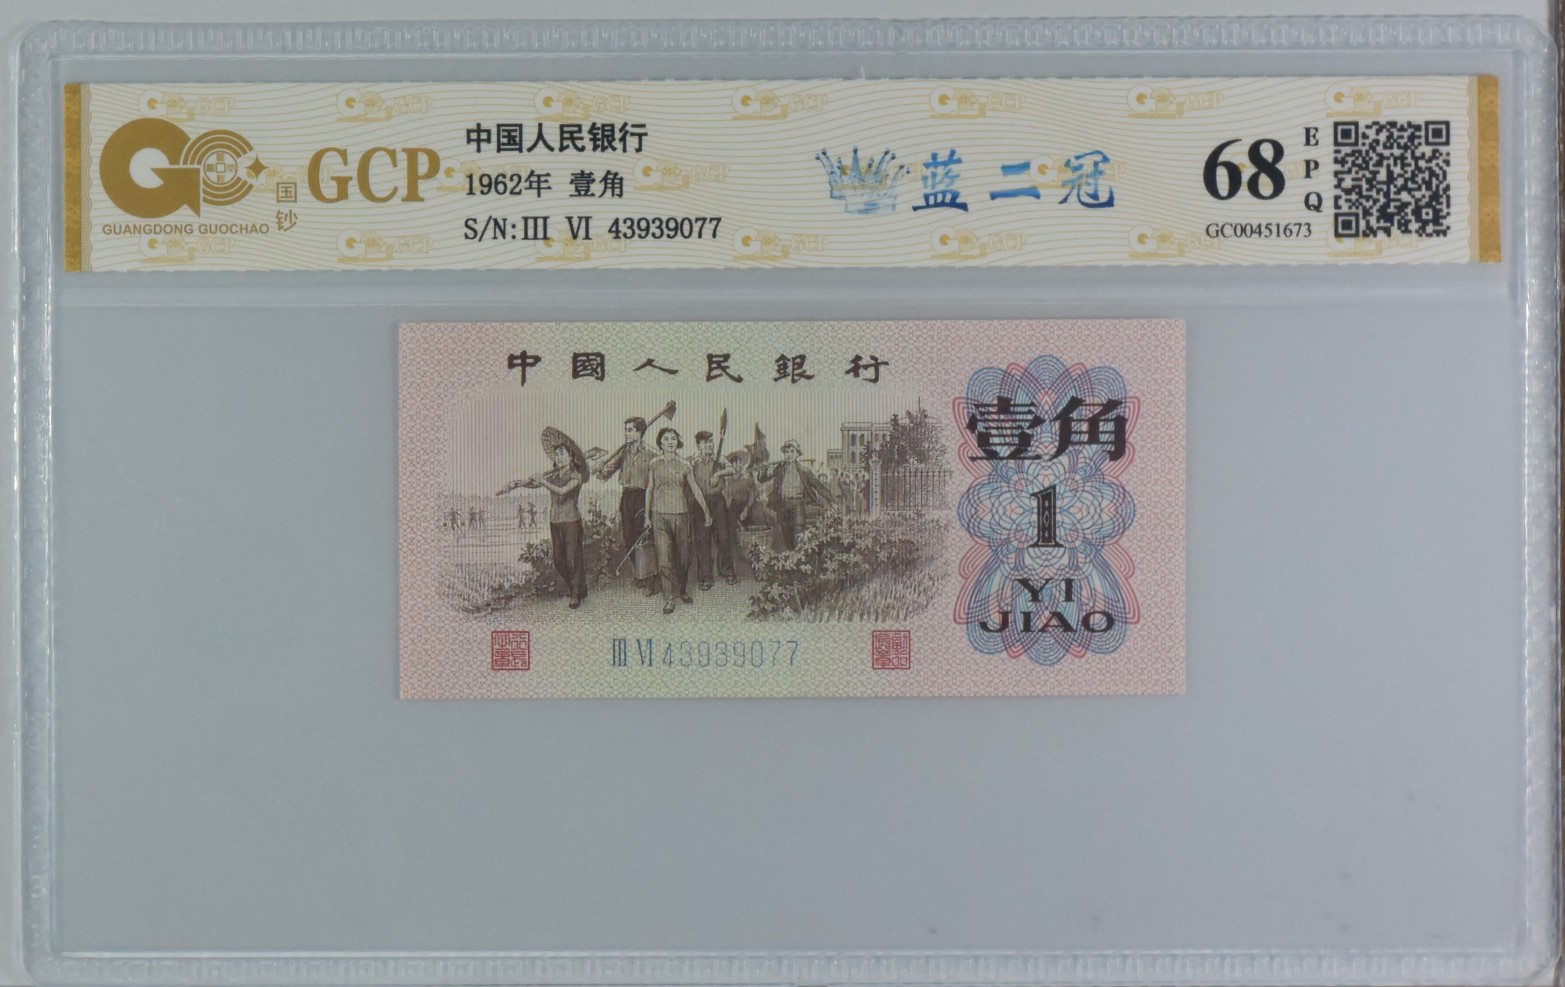 GUANGDONG GUOCHAO
国钞
GCP
中国人民银行
1962年 壹角
S/N:III VI 43939077
蓝二冠
68
EPQ
GC00451673
中國人民銀行
壹角
1
YI
JIAO
III VI 43939077